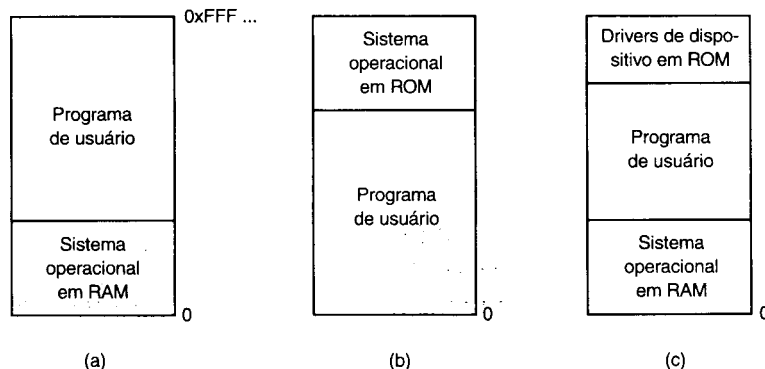 0xFFF ...
Programa
de usuário
Sistema
operacional
em RAM
0
(a)
Sistema
operacional
em ROM
Programa
de usuário
0
(b)
Drivers de dispo-
sitivo em ROM
Programa
de usuário
Sistema
operacional
em RAM
0
(c)